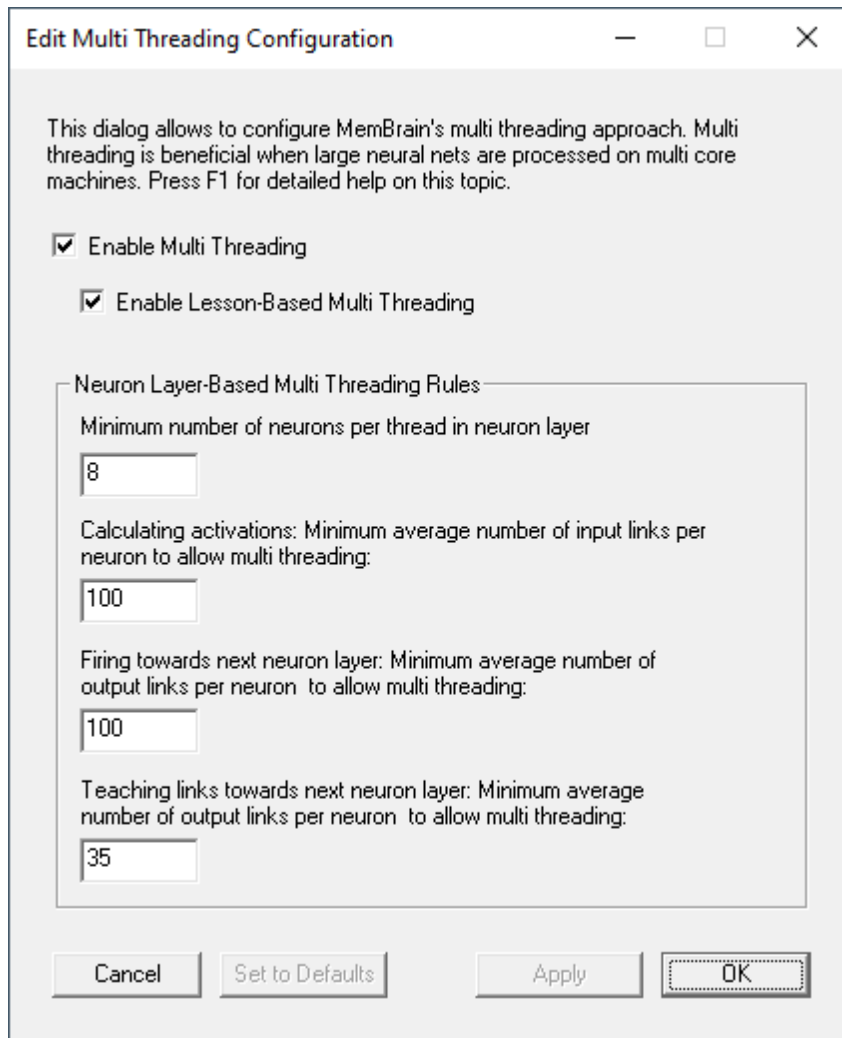 Edit Multi Threading Configuration
This dialog allows to configure MemBrain's multi threading approach. Multi
threading is beneficial when large neural nets are processed on multi core
machines. Press F1 for detailed help on this topic.
Enable Multi Threading
Enable Lesson-Based Multi Threading
Neuron Layer-Based Multi Threading Rules
Minimum number of neurons per thread in neuron layer
8
Calculating activations: Minimum average number of input links per
neuron to allow multi threading:
100
Firing towards next neuron layer: Minimum average number of
output links per neuron  to allow multi threading:
100
Teaching links towards next neuron layer: Minimum average
number of output links per neuron  to allow multi threading:
35
Cancel Set to Defaults Apply OK